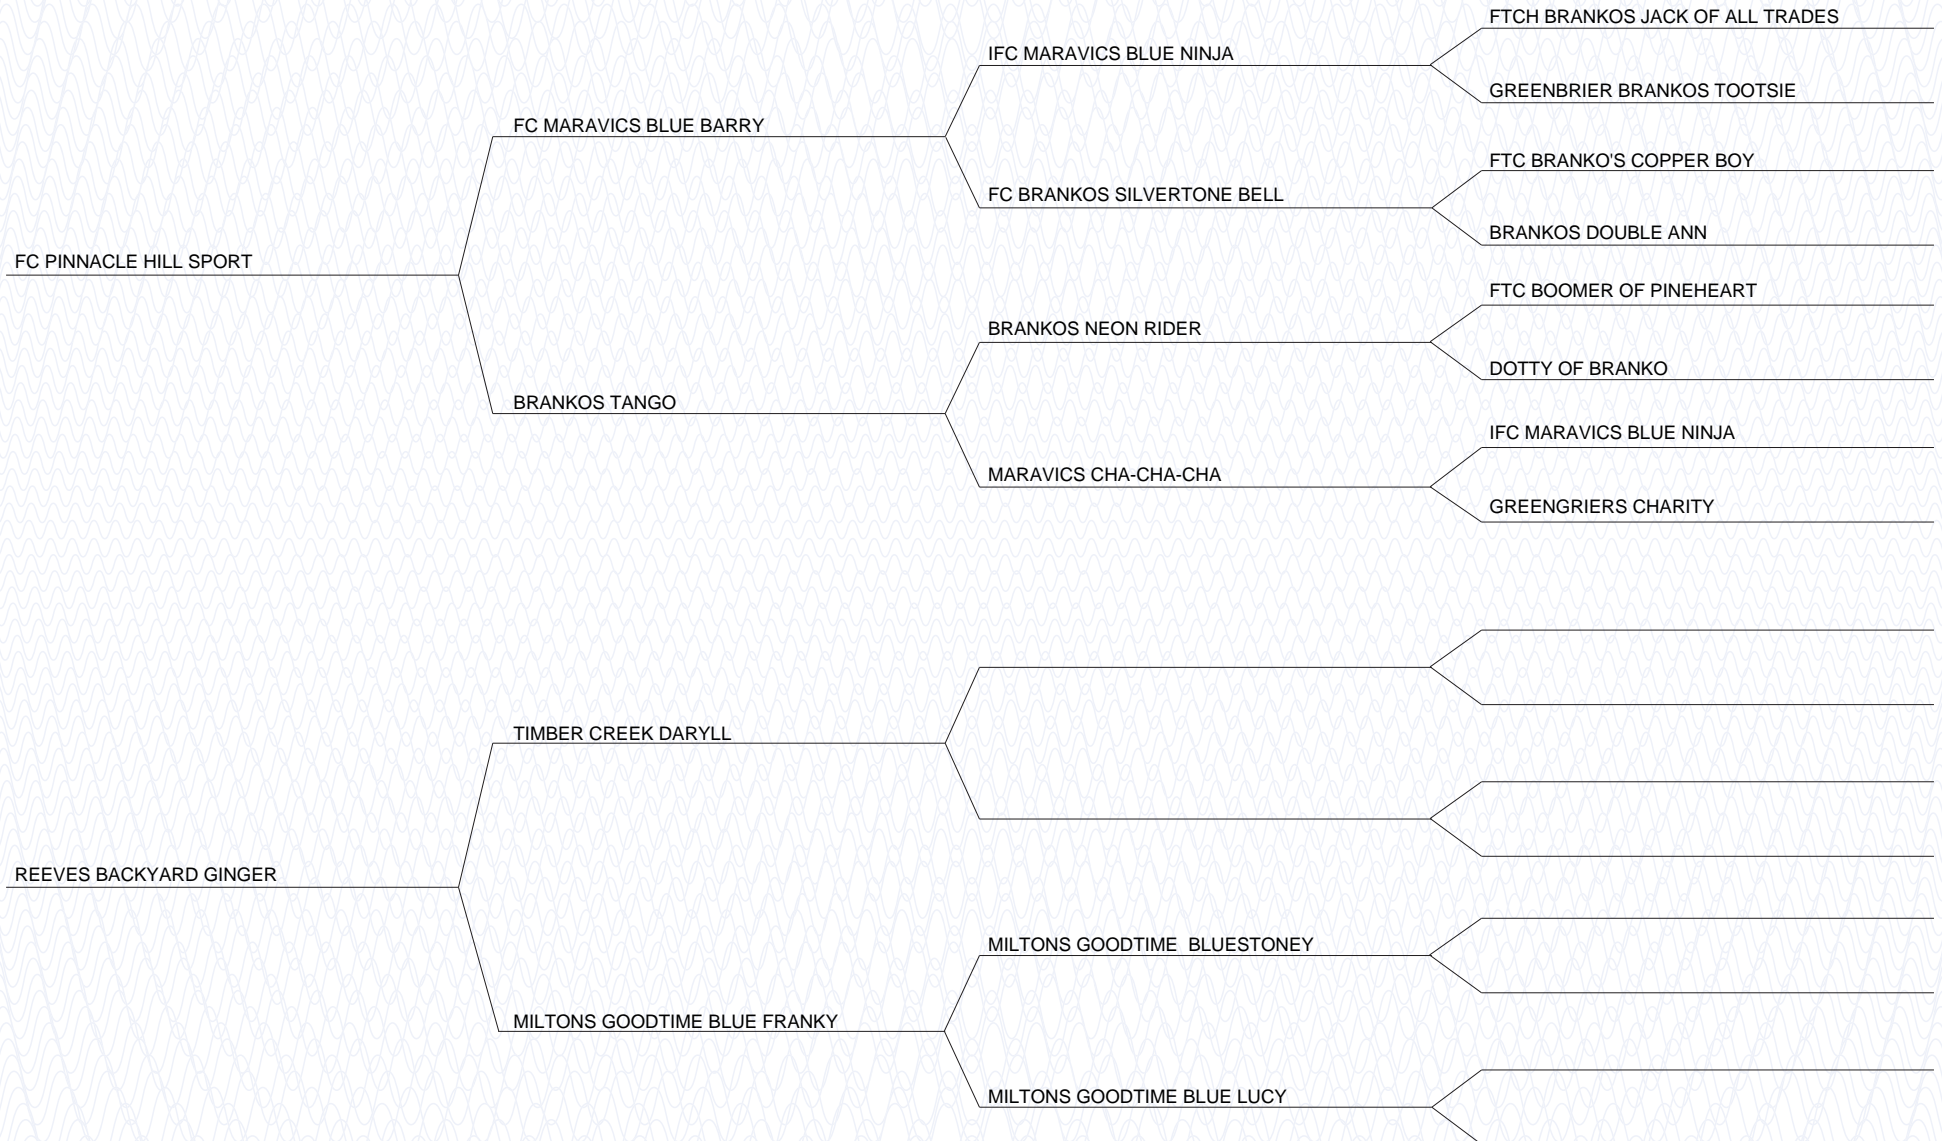 FTCH BRANKOS JACK OF ALL TRADES
IFC MARAVICS BLUE NINJA
GREENBRIER BRANKOS TOOTSIE
FC MARAVICS BLUE BARRY
FTC BRANKO'S COPPER BOY
FC BRANKOS SILVERTONE BELL
BRANKOS DOUBLE ANN
FC PINNACLE HILL SPORT
FTC BOOMER OF PINEHEART
BRANKOS NEON RIDER
DOTTY OF BRANKO
BRANKOS TANGO
IFC MARAVICS BLUE NINJA
MARAVICS CHA-CHA-CHA
GREENGRIERS CHARITY
TIMBER CREEK DARYLL
REEVES BACKYARD GINGER
MILTONS GOODTIME  BLUESTONEY
MILTONS GOODTIME BLUE FRANKY
MILTONS GOODTIME BLUE LUCY